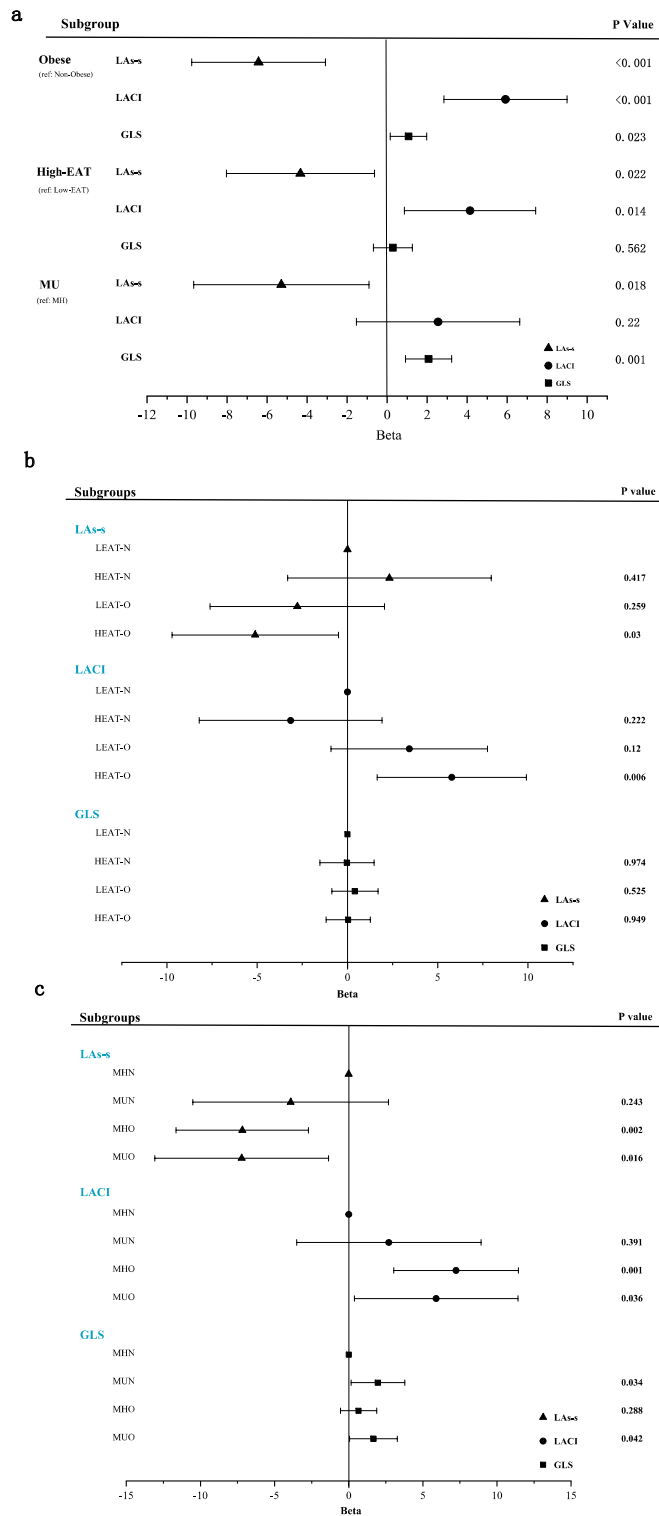 a
Subgroup P Value
Obese LAs-s <0.001
(ref: Non-Obese)
LACI <0.001
GLS 0.023
High-EAT LAs-s 0.022
(ref: Low-EAT)
LACI 0.014
GLS 0.562
MU LAs-s 0.018
(ref: MH)
LACI 0.22
LAs-s
LACI
GLS 0.001
GLS
-12 -10 -8 -6 -4 -2 0 2 4 6 8 10
Beta
b
Subgroups P value
LAs-s
LEAT-N
HEAT-N 0.417
LEAT-O 0.259
HEAT-O 0.03
LACI
LEAT-N
HEAT-N 0.222
LEAT-O 0.12
HEAT-O 0.006
GLS
LEAT-N
HEAT-N 0.974
LEAT-O 0.525
LAs-s
HEAT-O 0.949
LACI
GLS
-10 -5 0 5 10
Beta
c
Subgroups P value
LAs-s
MHN
MUN 0.243
MHO 0.002
MUO 0.016
LACI
MHN
MUN 0.391
MHO 0.001
MUO 0.036
GLS
MHN
MUN 0.034
MHO 0.288
LAs-s
MUO 0.042
LACI
GLS
-15 -10 -5 0 5 10 15
Beta